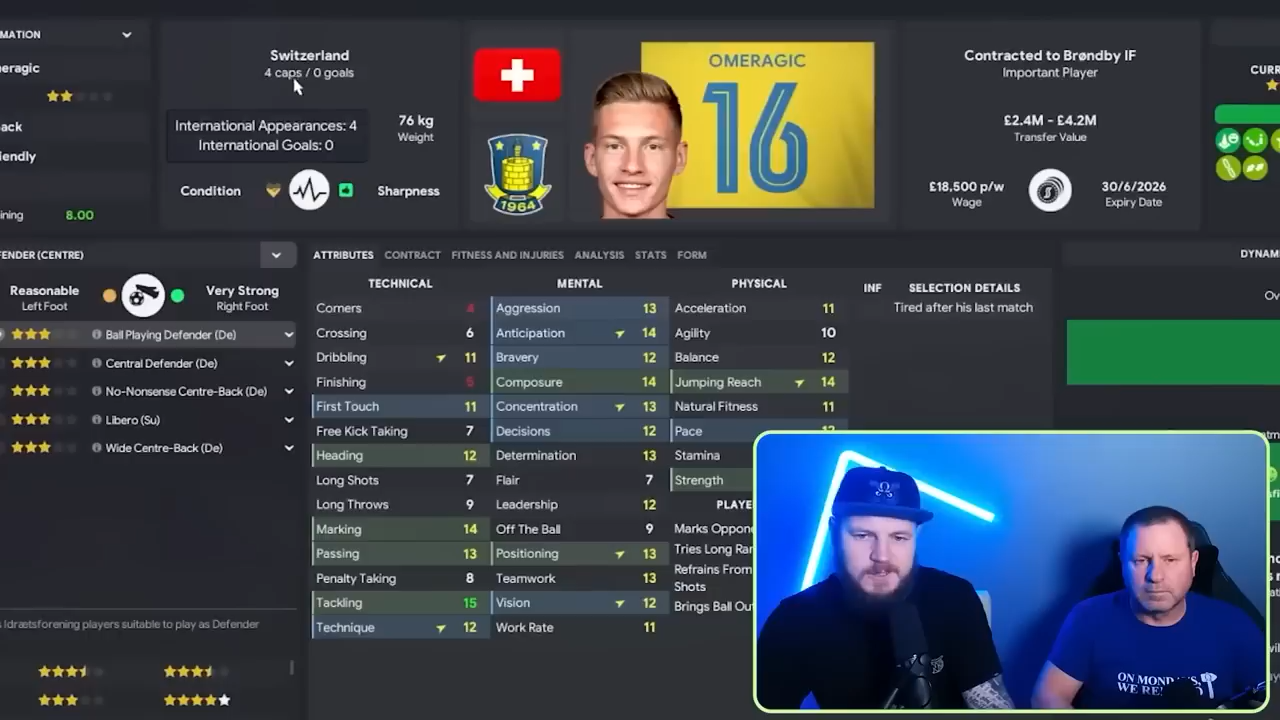 MATION
Switzerland
4 caps / 0 goals
OMERAGIC
16
Contracted to Brøndby IF
Important Player
CURR
eragic
International Appearances: 4
International Goals: 0
76 kg
Weight
£2.4M - £4.2M
Transfer Value
ack
iendly
Condition
Sharpness
1964
£18,500 p/w
Wage
30/6/2026
Expiry Date
ining
8.00
FENDER (CENTRE)
ATTRIBUTES CONTRACT FITNESS AND INJURIES ANALYSIS STATS FORM
DYNAM
Reasonable
Left Foot
Very Strong
Right Foot
Ball Playing Defender (De)
Central Defender (De)
No-Nonsense Centre-Back (De)
Libero (Su)
Wide Centre-Back (De)
TECHNICAL
Corners 4
Crossing 6
Dribbling 11
Finishing 5
First Touch 11
Free Kick Taking 7
Heading 12
Long Shots 7
Long Throws 9
Marking 14
Passing 13
Penalty Taking 8
Tackling 15
Technique 12
MENTAL
Aggression 13
Anticipation 14
Bravery 12
Composure 14
Concentration 13
Decisions 12
Determination 13
Flair 7
Leadership 12
Off The Ball 9
Positioning 13
Teamwork 13
Vision 12
Work Rate 11
PHYSICAL
Acceleration 11
Agility 10
Balance 12
Jumping Reach 14
Natural Fitness 11
Pace
Stamina
Strength
PLAYE
Marks Oppon
Tries Long Ra
Refrains From
Shots
Brings Ball Ou
INF
SELECTION DETAILS
Tired after his last match
Idrætsforening players suitable to play as Defender
ON MONDAYS,
WE RE